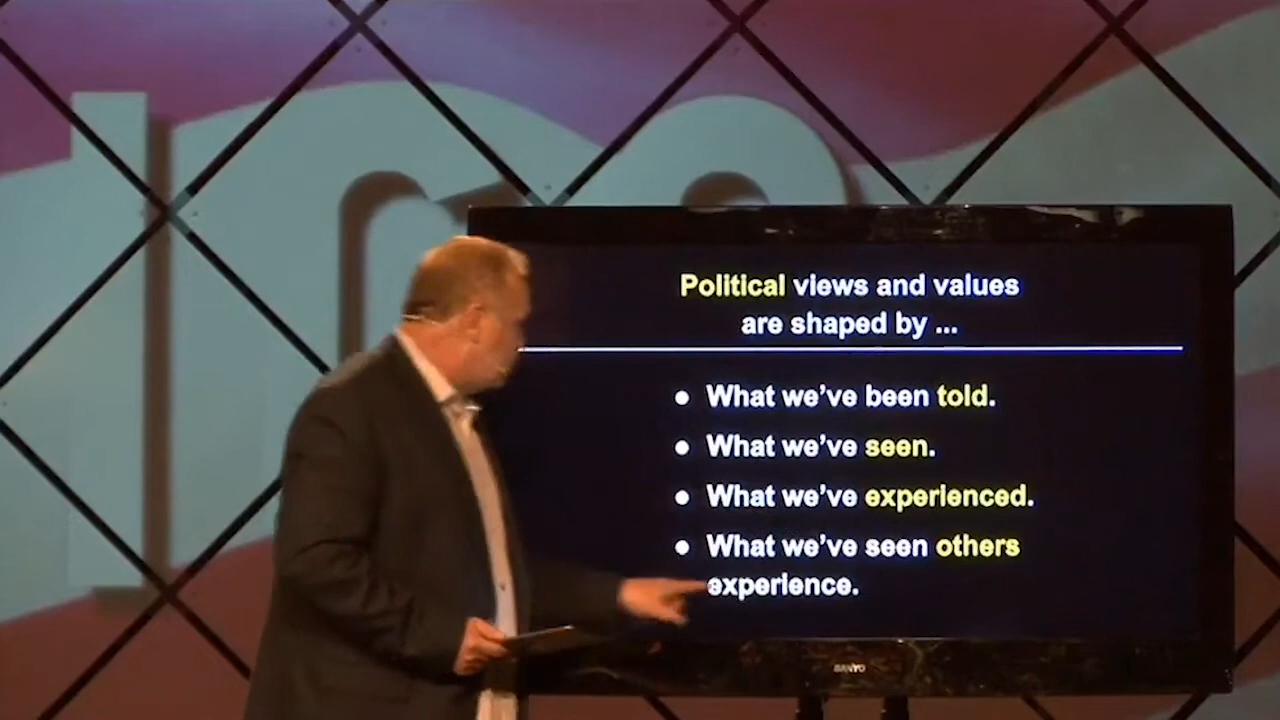 Political views and values
are shaped by ...
• What we've been told.
• What we've seen.
• What we've experienced.
• What we've seen others
experience.
SANYO